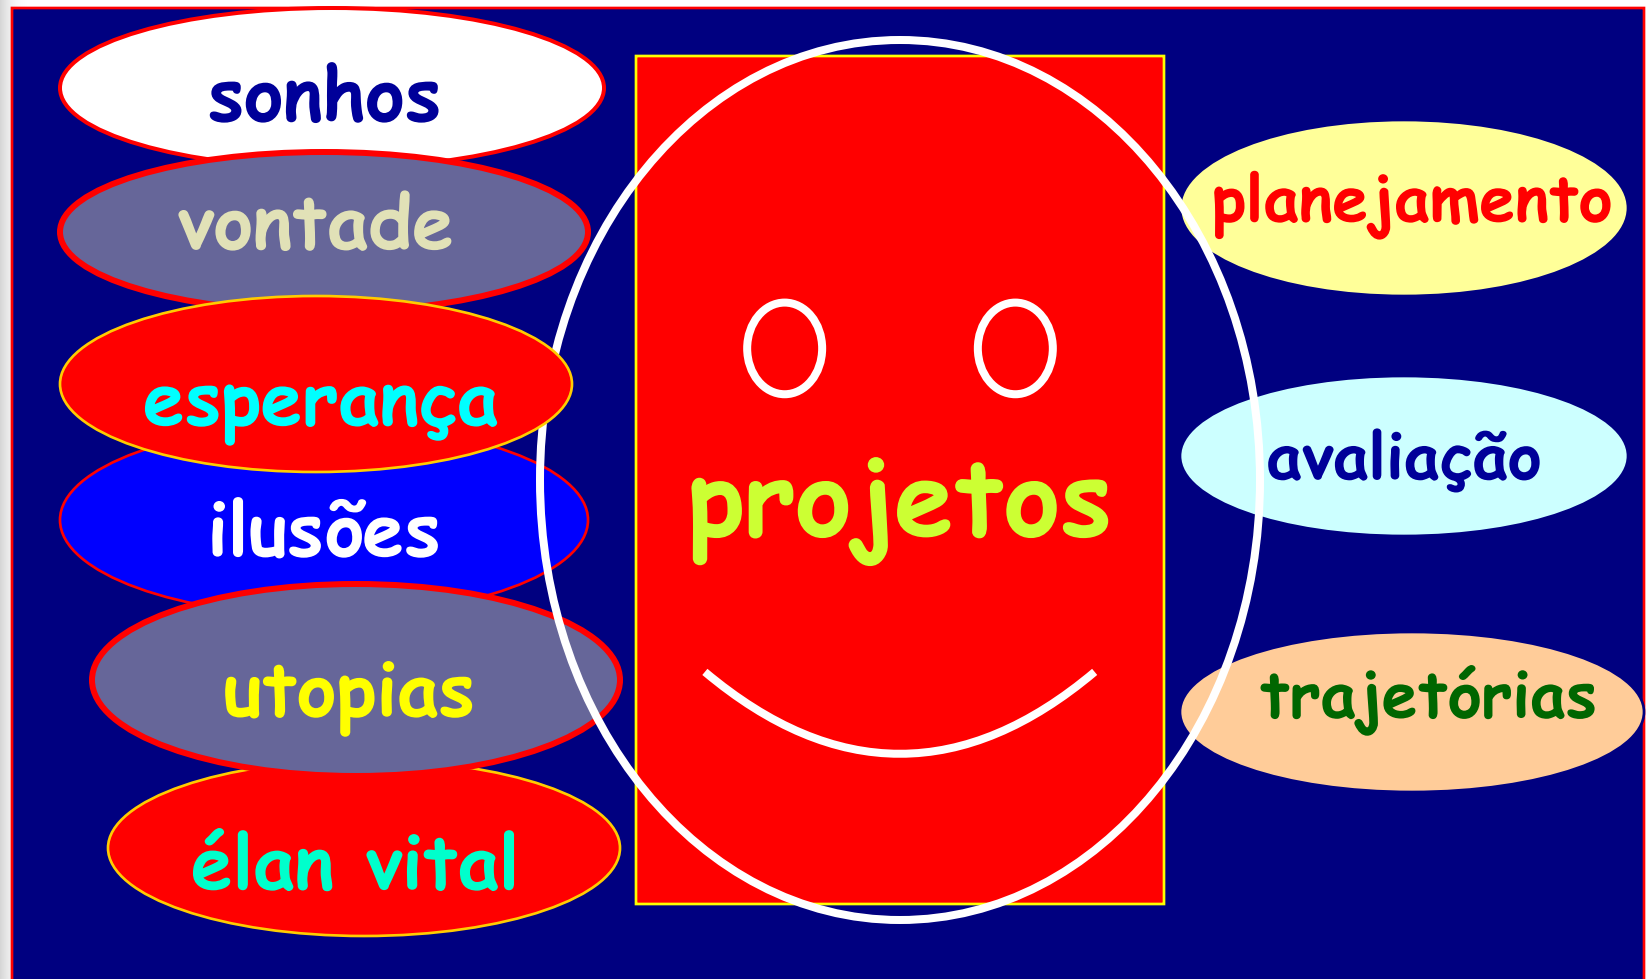 sonhos
vontade
esperança
ilusões
utopias
élan vital
projetos
planejamento
avaliação
trajetórias